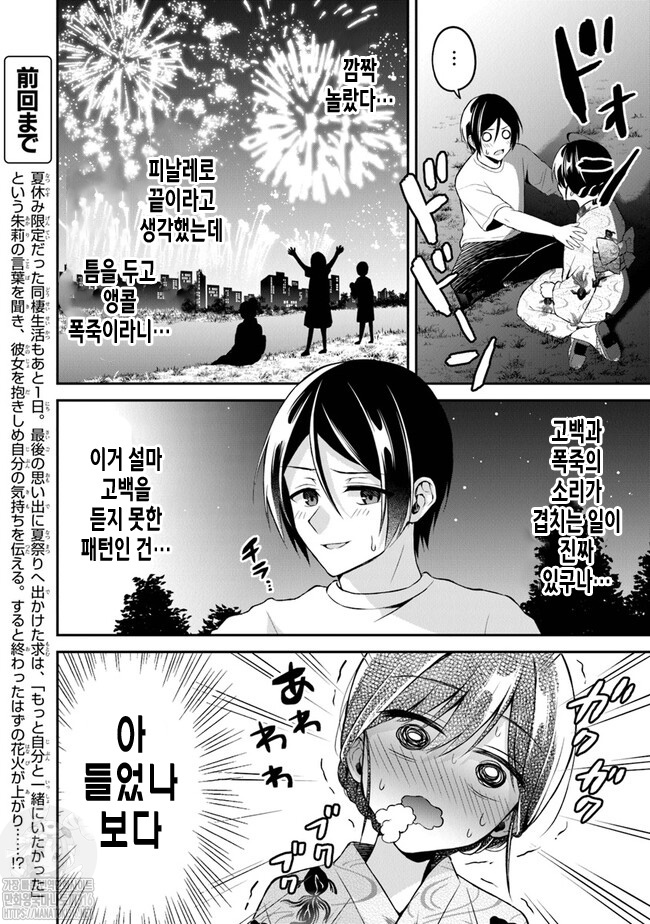 …
ドドォン
깜짝
놀랐다…
피날레로
끝이라고
생각했는데
틈을 두고
앵콜
폭죽이라니…
고백과
폭죽의
소리가
겹치는 일이
진짜
있구나…
이거 설마
고백을
듣지 못한
패턴인 건…
チラ…
ガクガク
あわわわ
아
들었나
보다
ブルブル
前回まで
夏休み限定だった同棲生活もあと1日。最後の思い出に夏祭りへ出かけた求は、「もっと自分と一緒にいたかった」
という朱莉の言葉を聞き、彼女を抱きしめ自分の気持ちを伝える。すると終わったはずの花火が上がり……!?